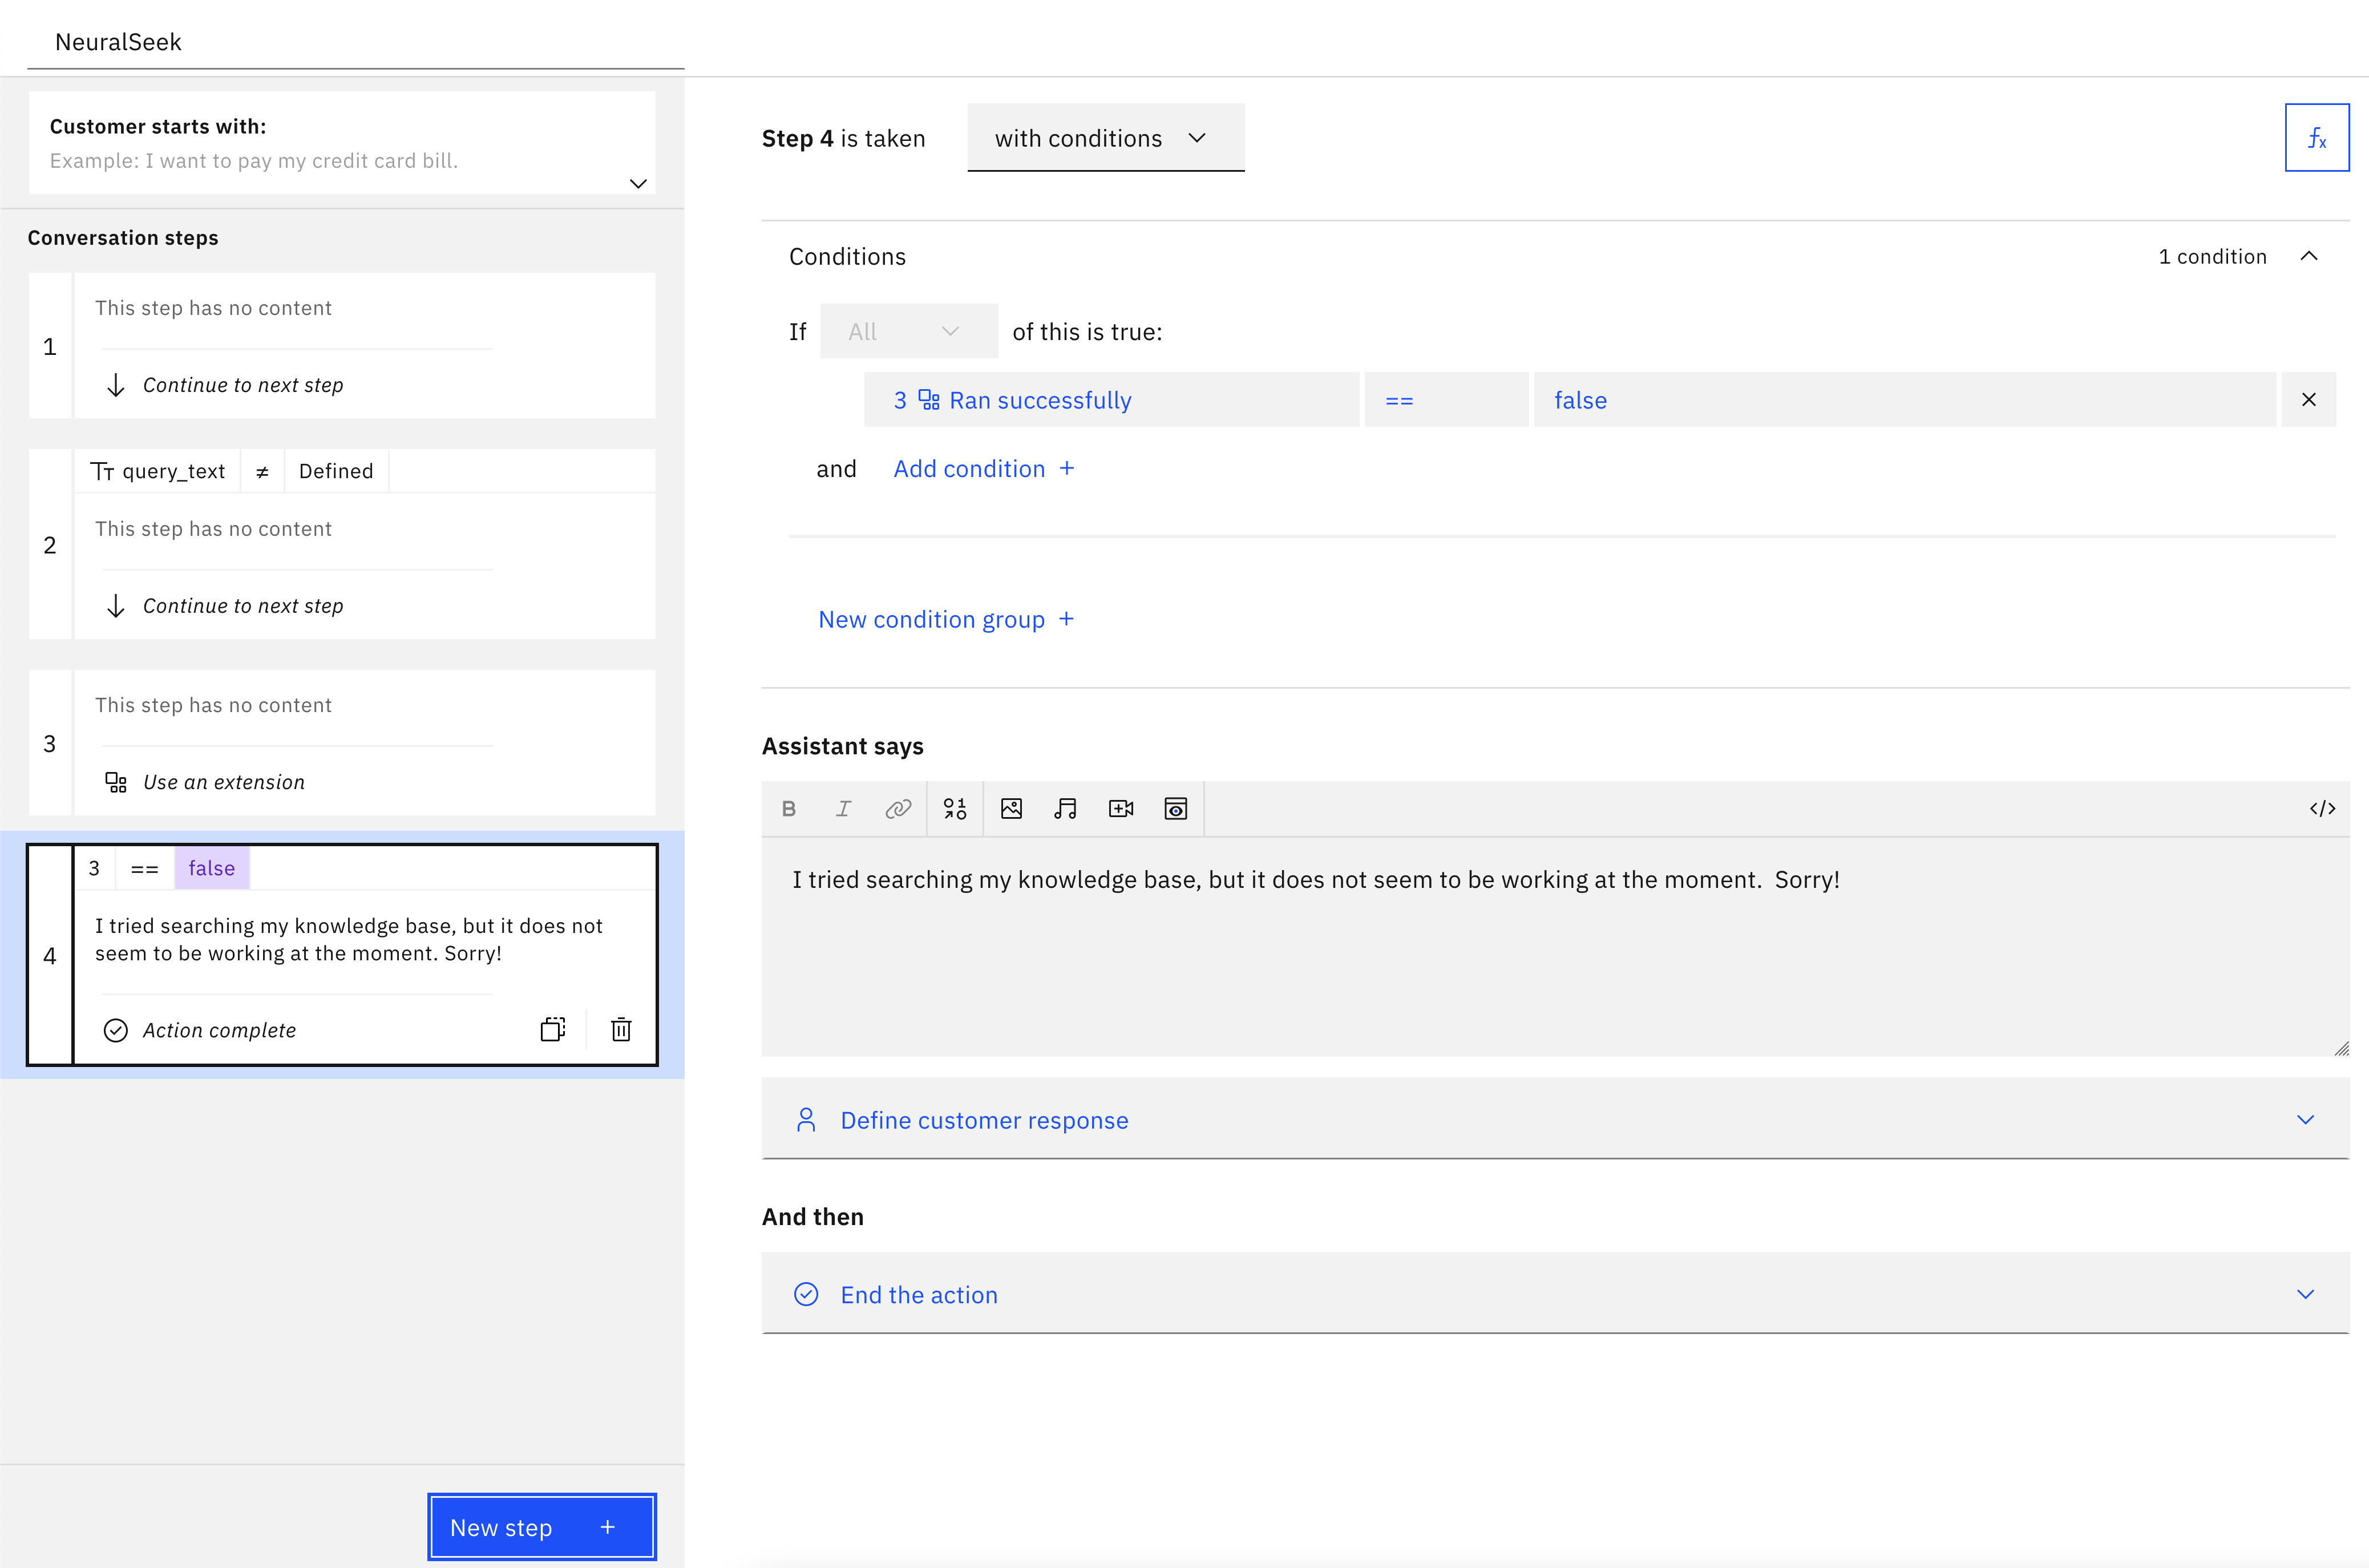 NeuralSeek
Customer starts with:
Example: I want to pay my credit card bill.
Conversation steps
1
This step has no content
Continue to next step
2
query_text ≠ Defined
This step has no content
Continue to next step
3
This step has no content
Use an extension
4
3 == false
I tried searching my knowledge base, but it does not
seem to be working at the moment. Sorry!
Action complete
New step +
Step 4 is taken with conditions
fx
Conditions 1 condition
If All of this is true:
3 Ran successfully == false
and Add condition +
New condition group +
Assistant says
B I </>
I tried searching my knowledge base, but it does not seem to be working at the moment.  Sorry!
Define customer response
And then
End the action